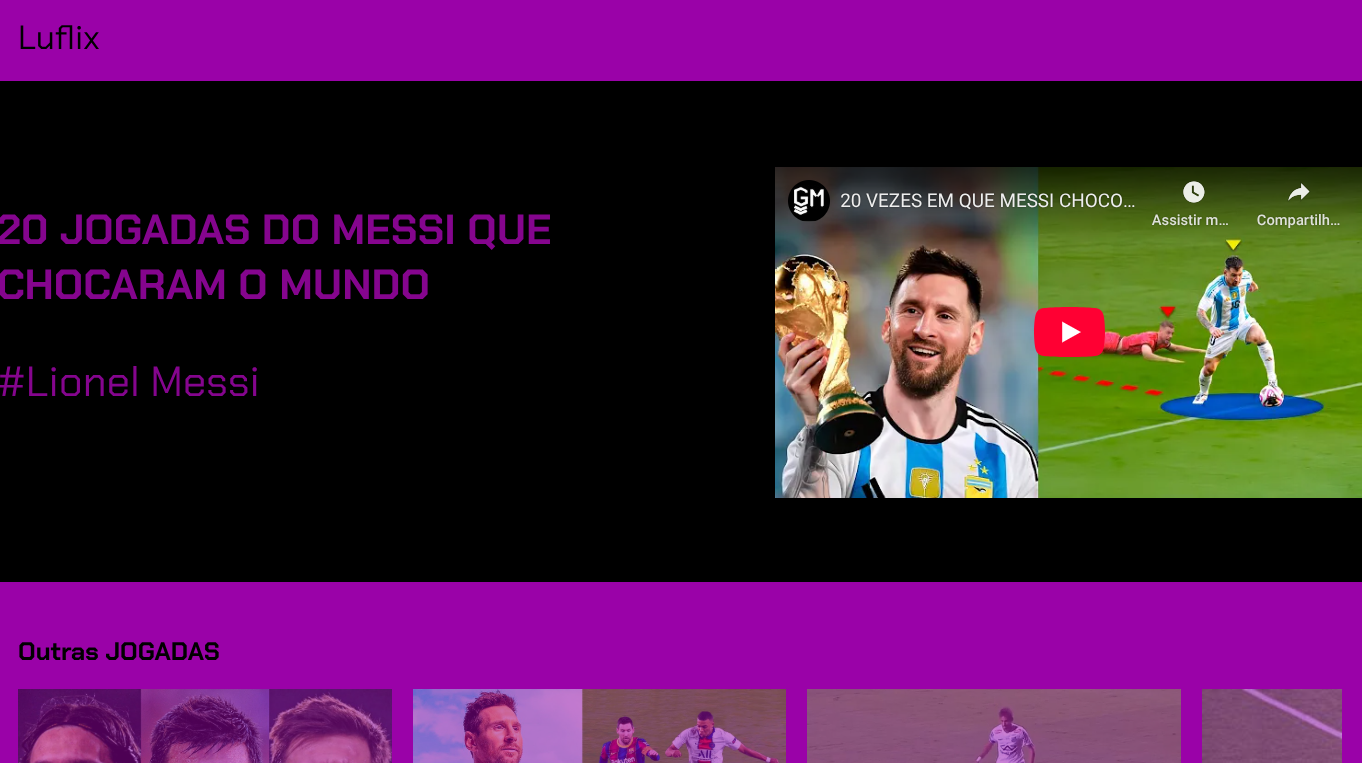 Luflix
20 JOGADAS DO MESSI QUE
CHOCARAM O MUNDO
#Lionel Messi
GM
20 VEZES EM QUE MESSI CHOCO...
Assistir m...
Compartilh...
Outras JOGADAS